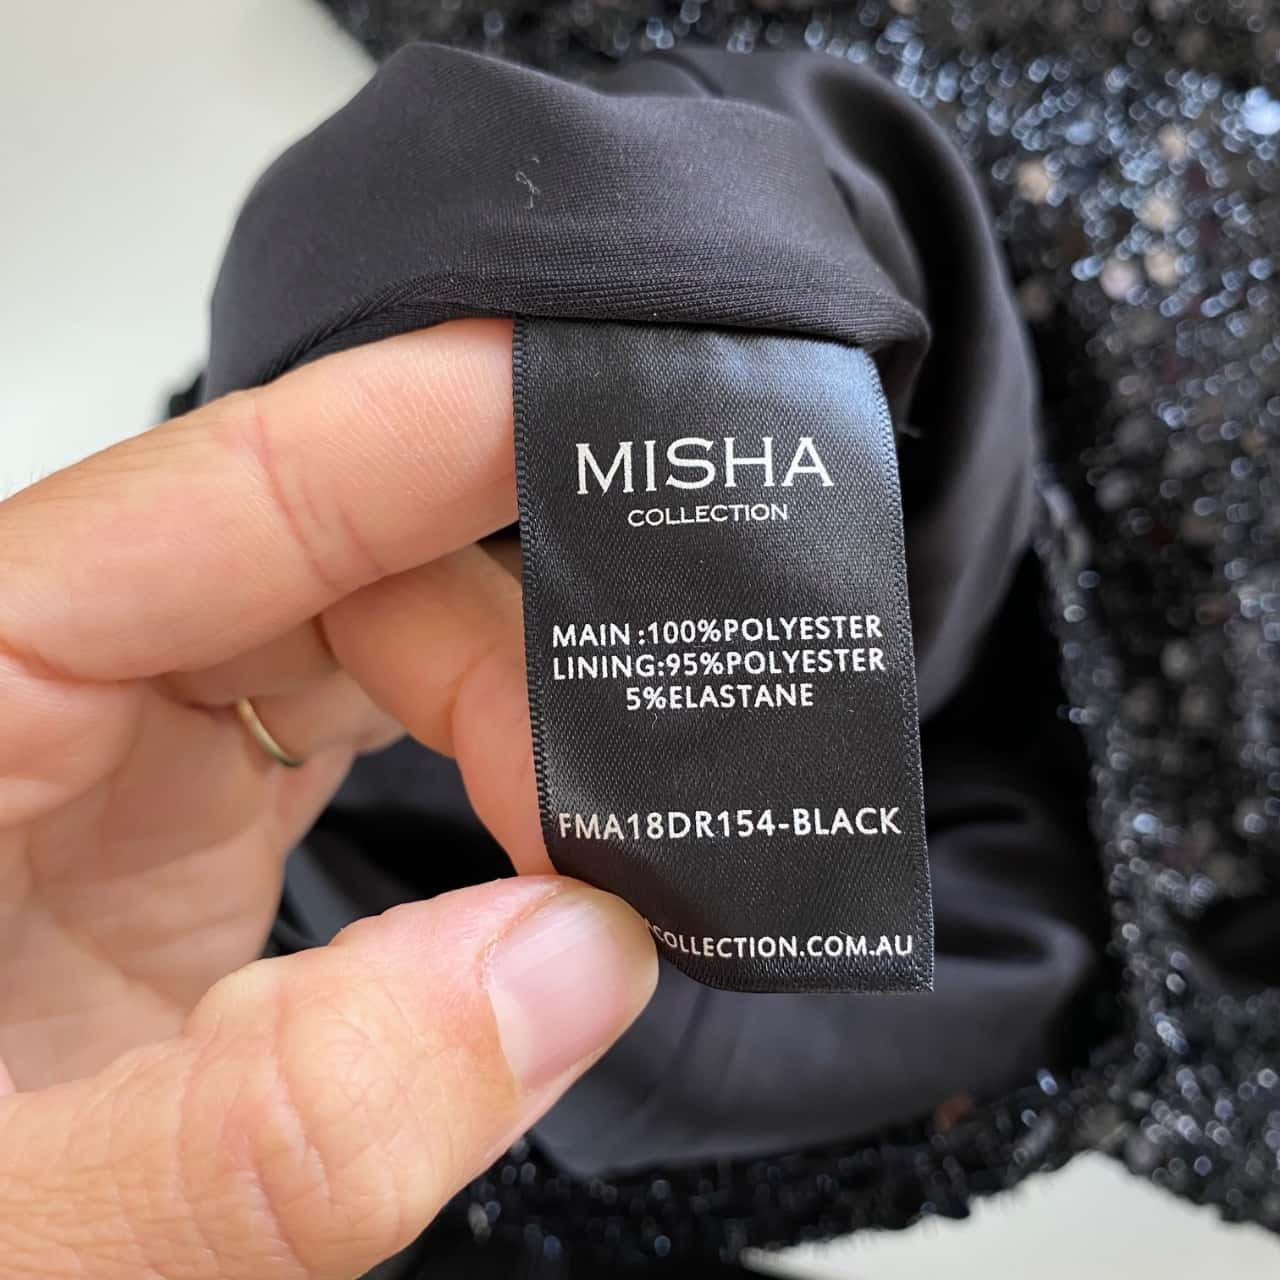 MISHA
COLLECTION
MAIN :100%POLYESTER
LINING:95%POLYESTER
5%ELASTANE
FMA18DR154-BLACK
COLLECTION.COM.AU